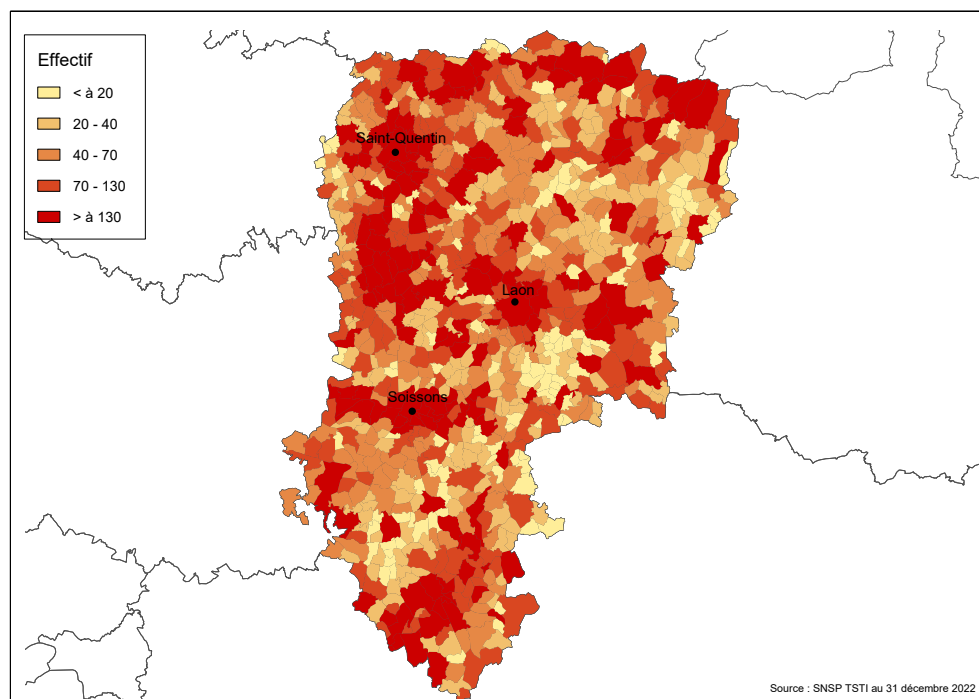 Effectif
< à 20
20 - 40
40 - 70
70 - 130
> à 130
Saint-Quentin
Laon
Soissons
Source : SNSP TSTI au 31 décembre 2022